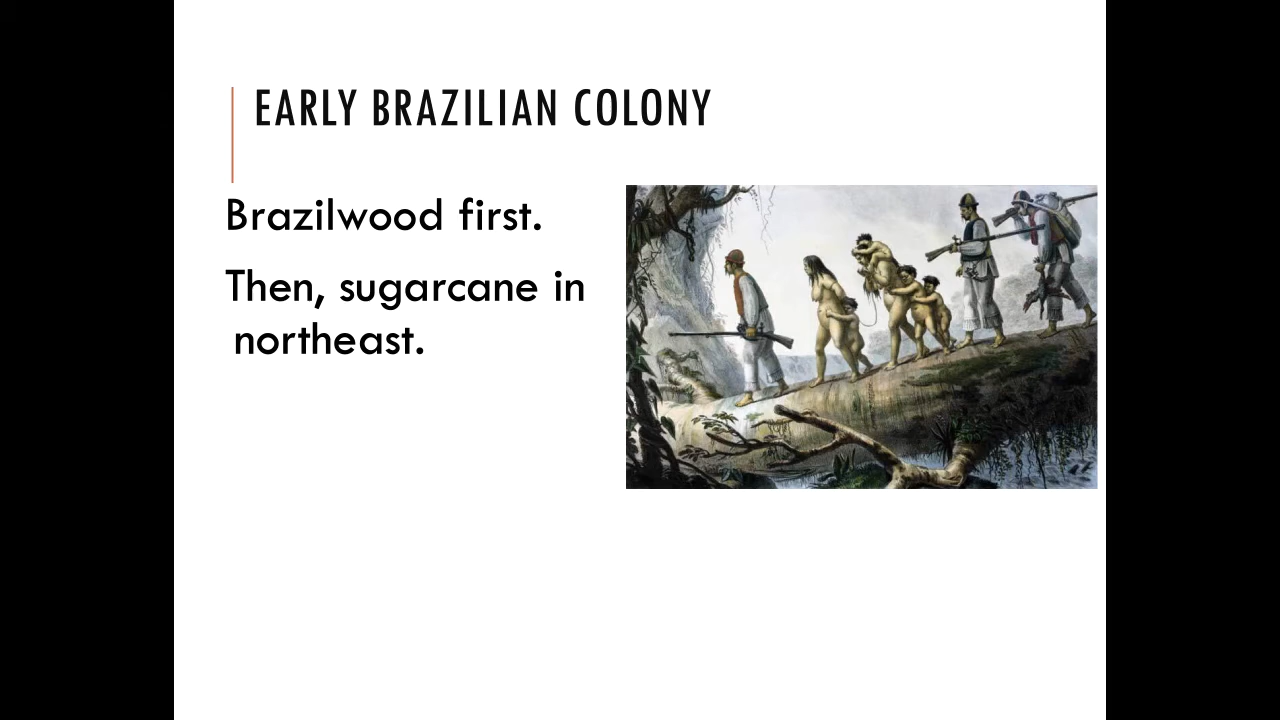 EARLY BRAZILIAN COLONY
Brazilwood first.
Then, sugarcane in
northeast.